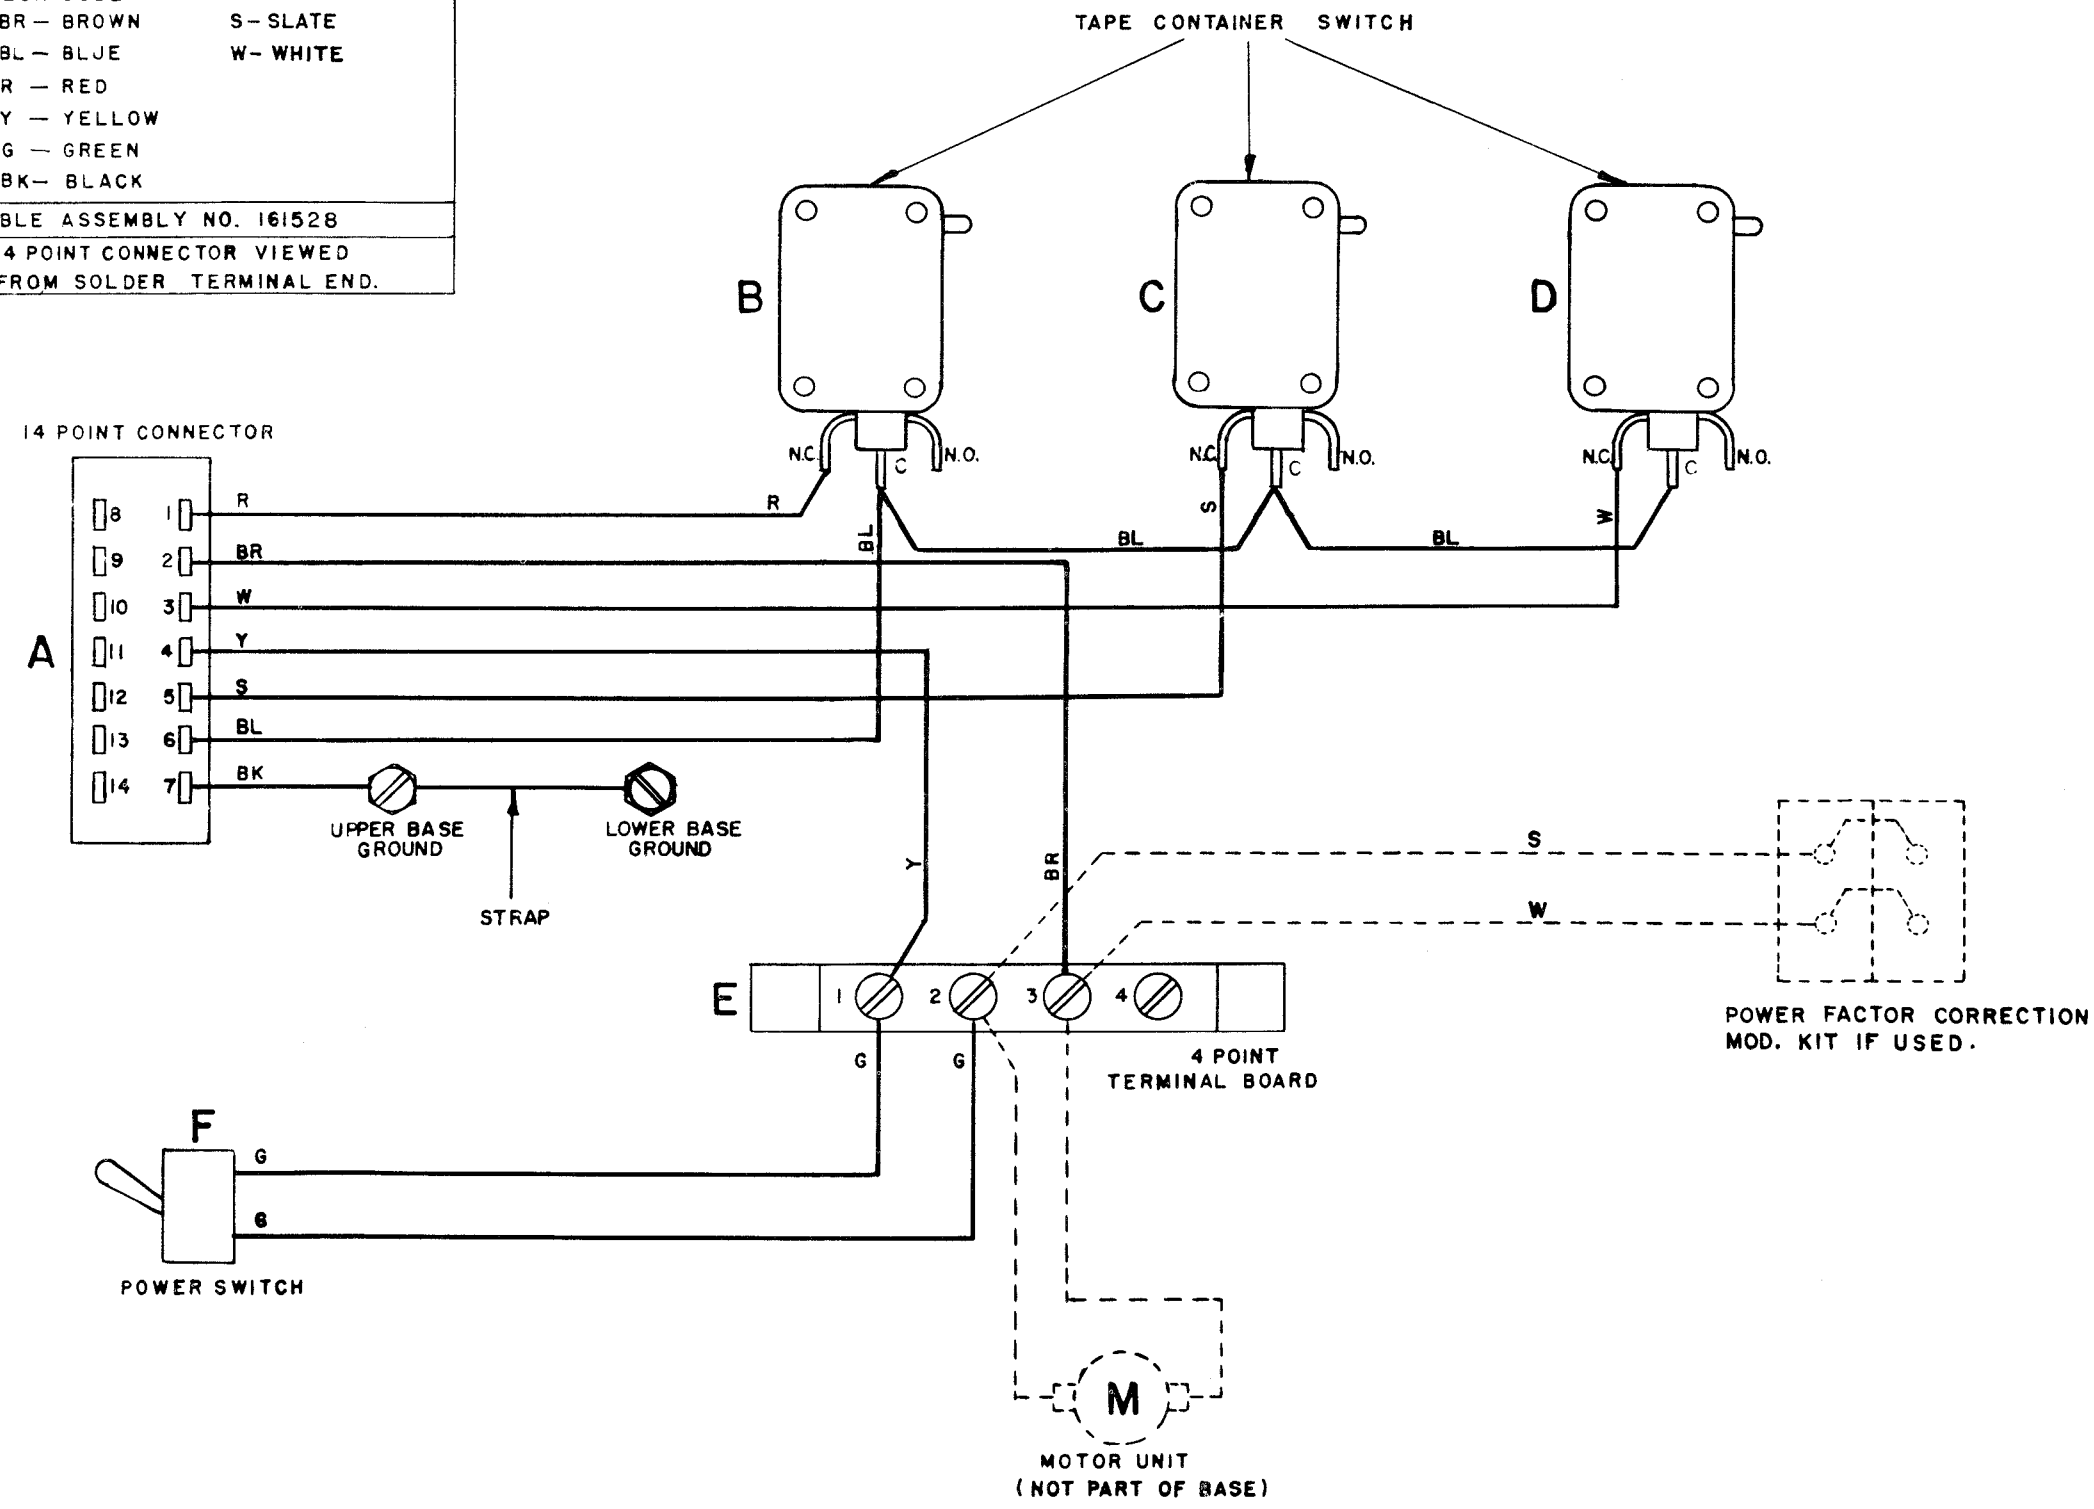 BR — BROWN S — SLATE
BL — BLUE W — WHITE
R — RED
Y — YELLOW
G — GREEN
BK — BLACK
BLE ASSEMBLY NO. 161528
4 POINT CONNECTOR VIEWED
FROM SOLDER TERMINAL END.
TAPE CONTAINER SWITCH
B
C
D
N.C. C N.O.
N.C. C N.O.
N.C. C N.O.
14 POINT CONNECTOR
A
8 1 R R
9 2 BR
10 3 W
11 4 Y
12 5 S
13 6 BL
14 7 BK
BL
BL
S
BL
W
UPPER BASE
GROUND
LOWER BASE
GROUND
STRAP
Y
BR
S
W
POWER FACTOR CORRECTION
MOD. KIT IF USED.
E
1 2 3 4
G G
4 POINT
TERMINAL BOARD
F
G
G
POWER SWITCH
M
MOTOR UNIT
(NOT PART OF BASE)